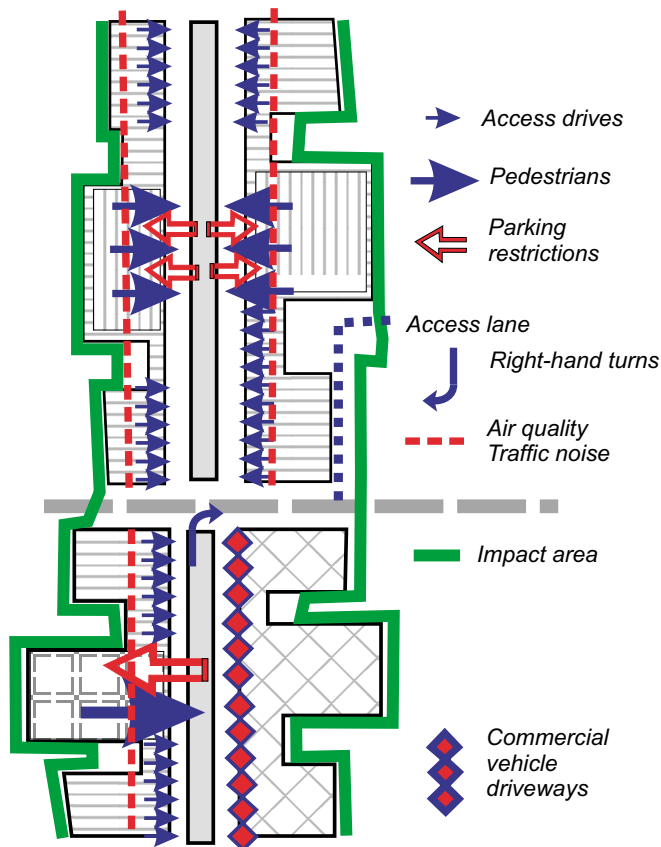 Access drives
Pedestrians
Parking
restrictions
Access lane
Right-hand turns
Air quality
Traffic noise
Impact area
Commercial
vehicle
driveways